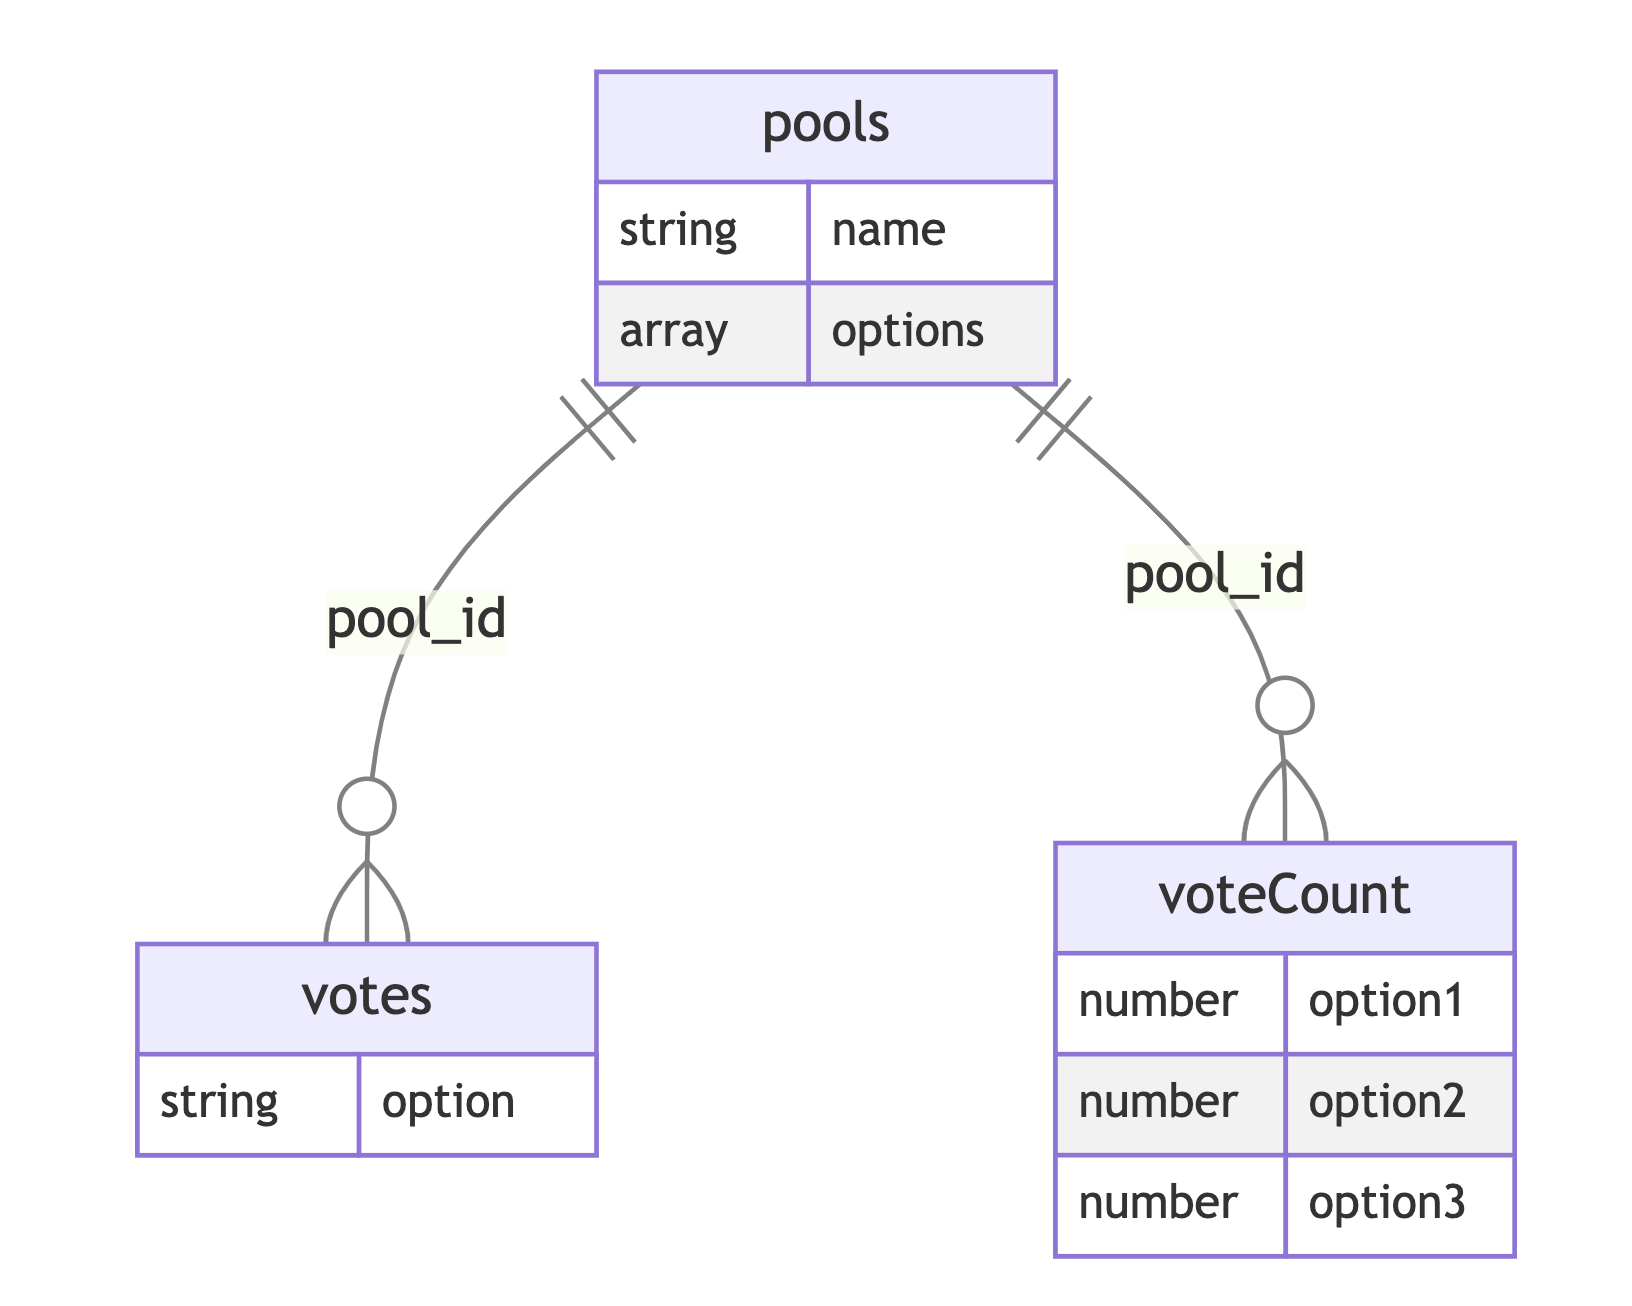 pools
string name
array options
pool_id
pool_id
voteCount
number option1
number option2
number option3
votes
string option